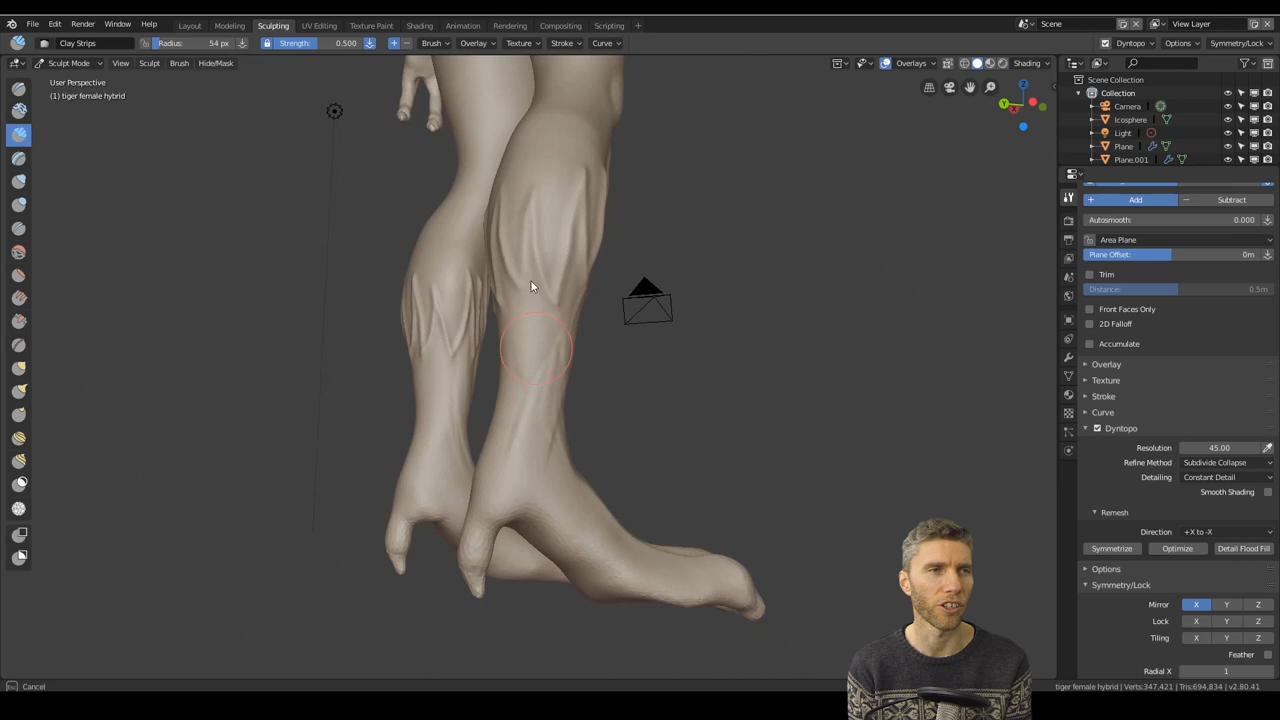 File Edit Render Window Help Layout Modeling Sculpting UV Editing Texture Paint Shading Animation Rendering Compositing Scripting + Scene View Layer
Clay Strips Radius: 54 px Strength: 0.500 Brush Overlay Texture Stroke Curve Dyntopo Options Symmetry/Lock
Sculpt Mode View Sculpt Brush Hide/Mask Overlays Shading
User Perspective
(1) tiger female hybrid
Scene Collection
Collection
Camera
Icosphere
Light
Plane
Plane.001
Add Subtract
Autosmooth: 0.000
Area Plane
Plane Offset: 0m
Trim
Distance: 0.5m
Front Faces Only
2D Falloff
Accumulate
Overlay
Texture
Stroke
Curve
Dyntopo
Resolution 45.00
Refine Method Subdivide Collapse
Detailing Constant Detail
Smooth Shading
Remesh
Direction +X to -X
Symmetrize Optimize Detail Flood Fill
Options
Symmetry/Lock
Mirror X Y Z
Lock X Y Z
Tiling X Y Z
Feather
Radial X 1
Cancel tiger female hybrid | Verts:347,421 | Tris:694,834 | v2.80.41